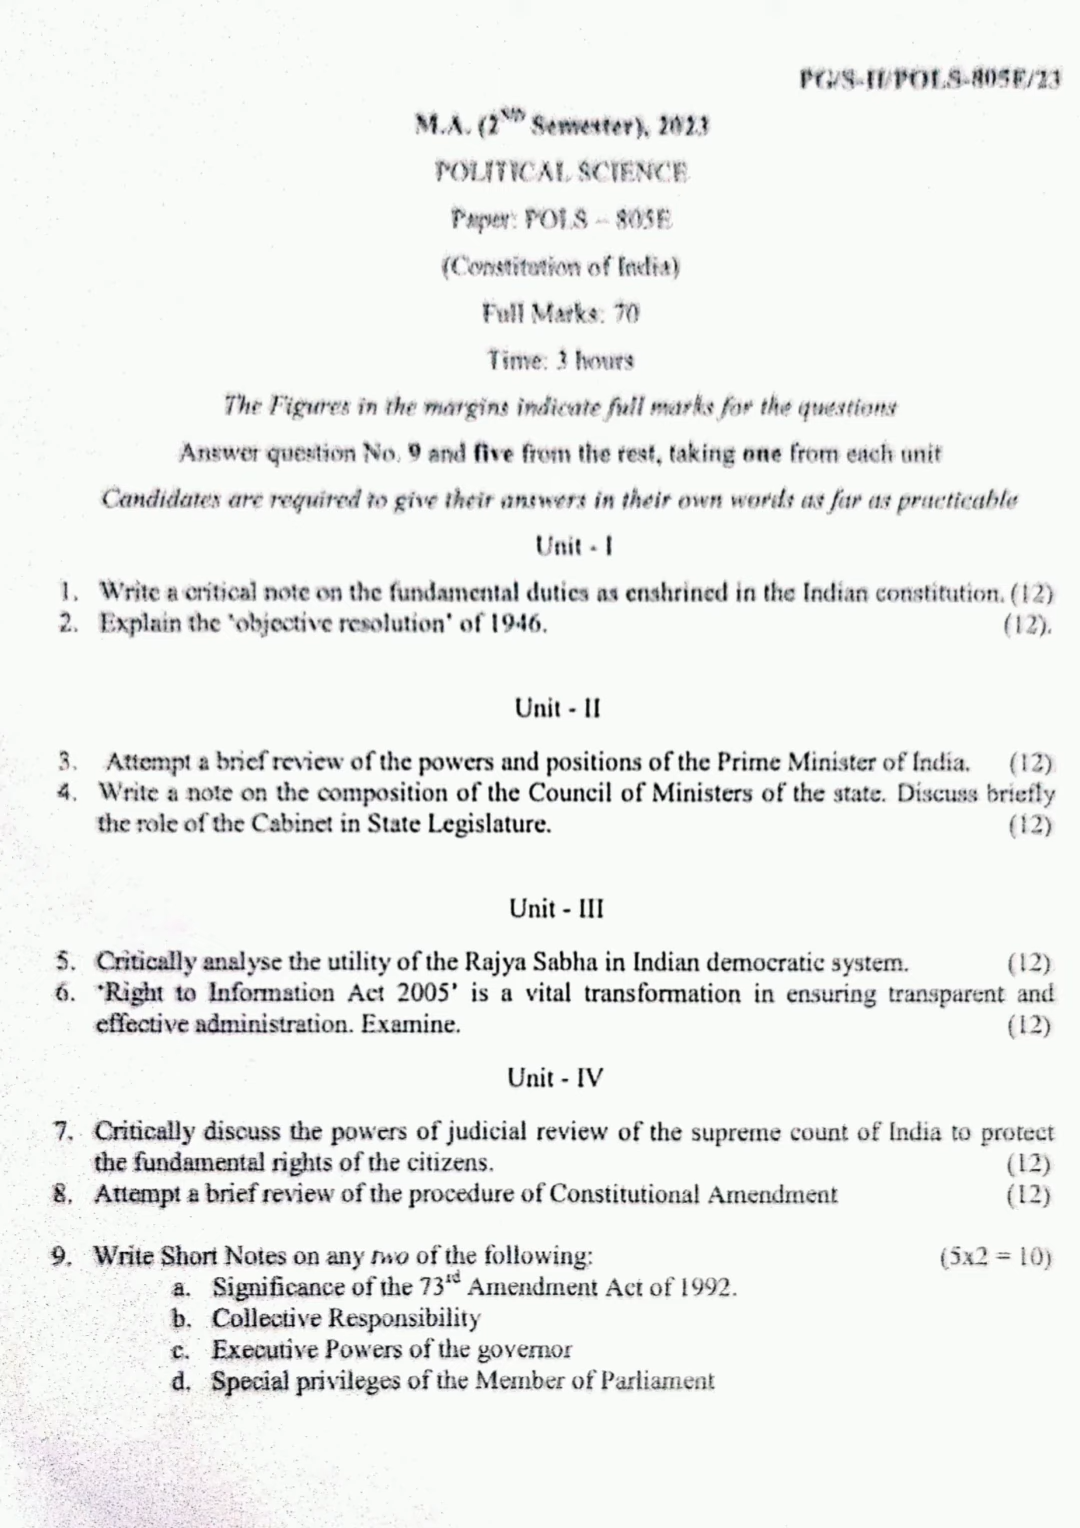 PG/S-II/POLS-805E/23
M.A. (2ND Semester), 2023
POLITICAL SCIENCE
Paper: POLS – 805E
(Constitution of India)
Full Marks: 70
Time: 3 hours
The Figures in the margins indicate full marks for the questions
Answer question No. 9 and five from the rest, taking one from each unit
Candidates are required to give their answers in their own words as far as practicable
Unit - I
1. Write a critical note on the fundamental duties as enshrined in the Indian constitution. (12)
2. Explain the 'objective resolution' of 1946. (12).
Unit - II
3. Attempt a brief review of the powers and positions of the Prime Minister of India. (12)
4. Write a note on the composition of the Council of Ministers of the state. Discuss briefly
the role of the Cabinet in State Legislature. (12)
Unit - III
5. Critically analyse the utility of the Rajya Sabha in Indian democratic system. (12)
6. 'Right to Information Act 2005' is a vital transformation in ensuring transparent and
effective administration. Examine. (12)
Unit - IV
7. Critically discuss the powers of judicial review of the supreme count of India to protect
the fundamental rights of the citizens. (12)
8. Attempt a brief review of the procedure of Constitutional Amendment (12)
9. Write Short Notes on any two of the following: (5x2 = 10)
a. Significance of the 73rd Amendment Act of 1992.
b. Collective Responsibility
c. Executive Powers of the governor
d. Special privileges of the Member of Parliament